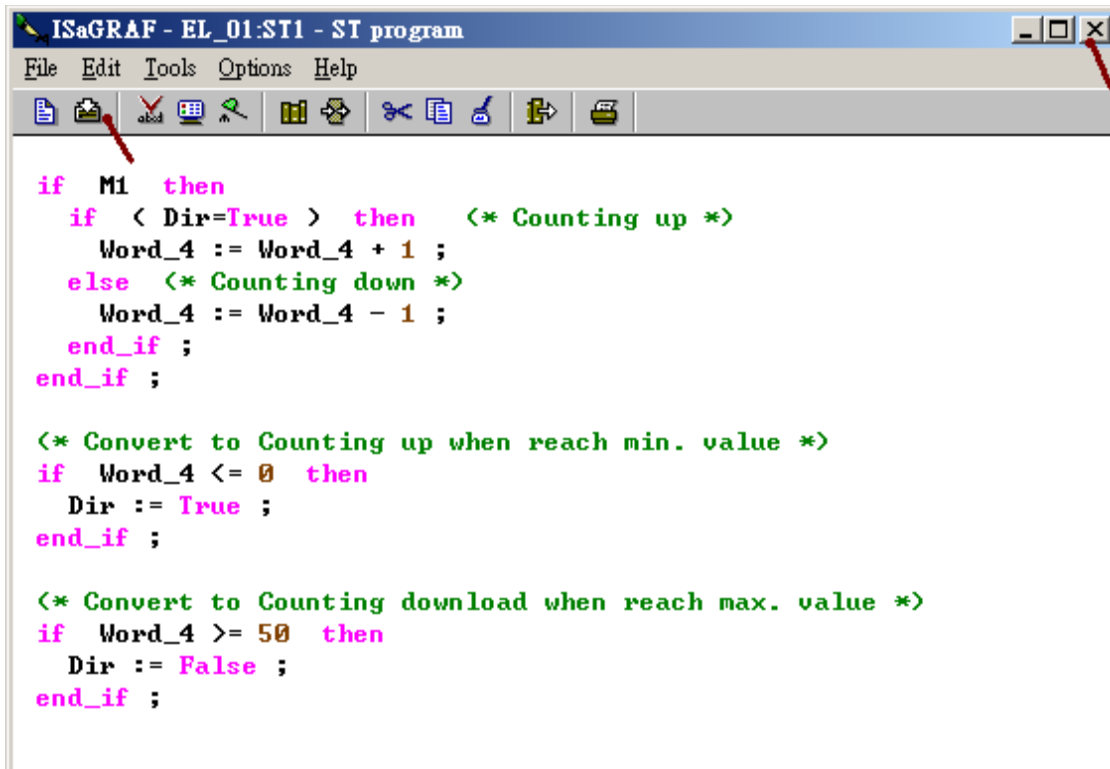 ISaGRAF - EL_01:ST1 - ST program
File Edit Tools Options Help
if M1 then
if ( Dir=True ) then (* Counting up *)
Word_4 := Word_4 + 1 ;
else (* Counting down *)
Word_4 := Word_4 - 1 ;
end_if ;
end_if ;
(* Convert to Counting up when reach min. value *)
if Word_4 <= 0 then
Dir := True ;
end_if ;
(* Convert to Counting download when reach max. value *)
if Word_4 >= 50 then
Dir := False ;
end_if ;